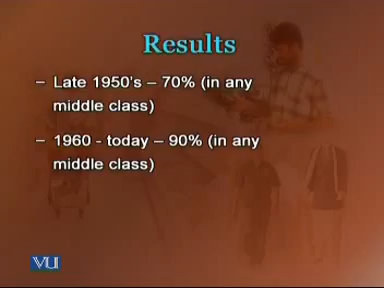 Results
– Late 1950's – 70% (in any
middle class)
– 1960 - today – 90% (in any
middle class)
VU